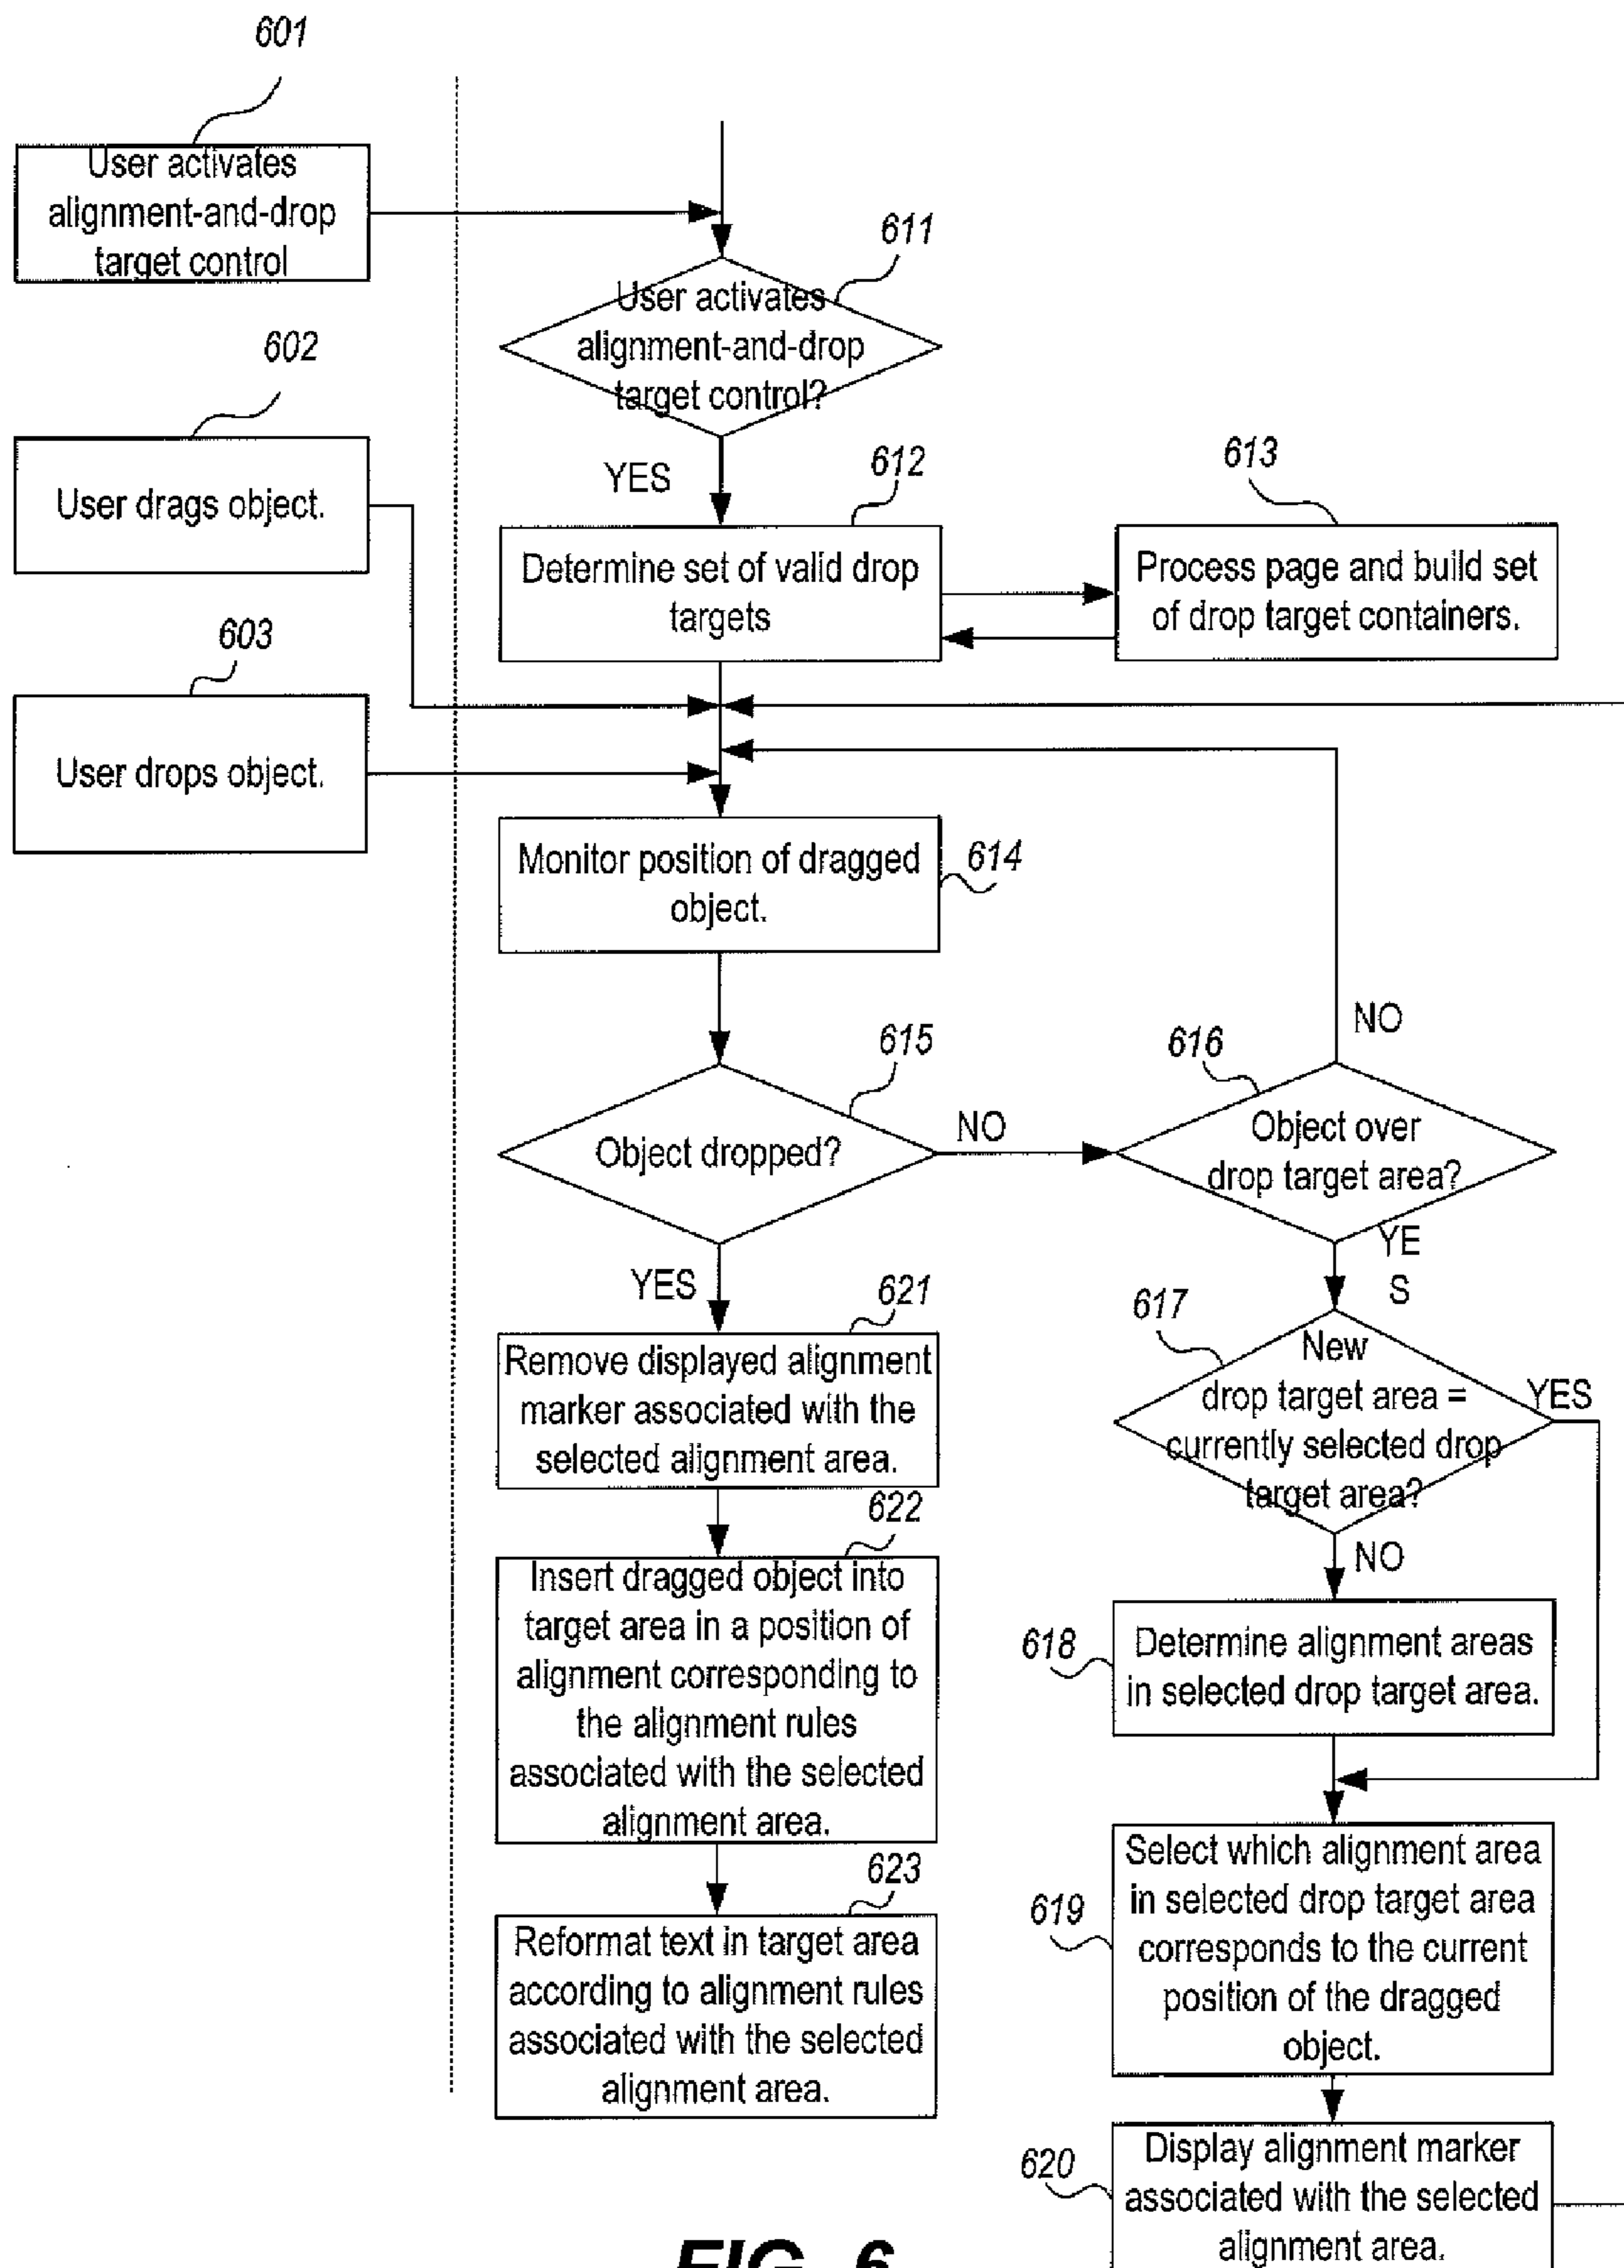 601
User activates
alignment-and-drop
target control
602
User drags object.
603
User drops object.
611
User activates
alignment-and-drop
target control?
YES
612
Determine set of valid drop
targets
613
Process page and build set
of drop target containers.
Monitor position of dragged
object.
614
615
Object dropped?
NO
616
Object over
drop target area?
NO
YE
S
617
New
drop target area =
currently selected drop
target area?
YES
NO
618
Determine alignment areas
in selected drop target area.
619
Select which alignment area
in selected drop target area
corresponds to the current
position of the dragged
object.
620
Display alignment marker
associated with the selected
alignment area.
YES
621
Remove displayed alignment
marker associated with the
selected alignment area.
622
Insert dragged object into
target area in a position of
alignment corresponding to
the alignment rules
associated with the selected
alignment area.
623
Reformat text in target area
according to alignment rules
associated with the selected
alignment area.
FIG. 6